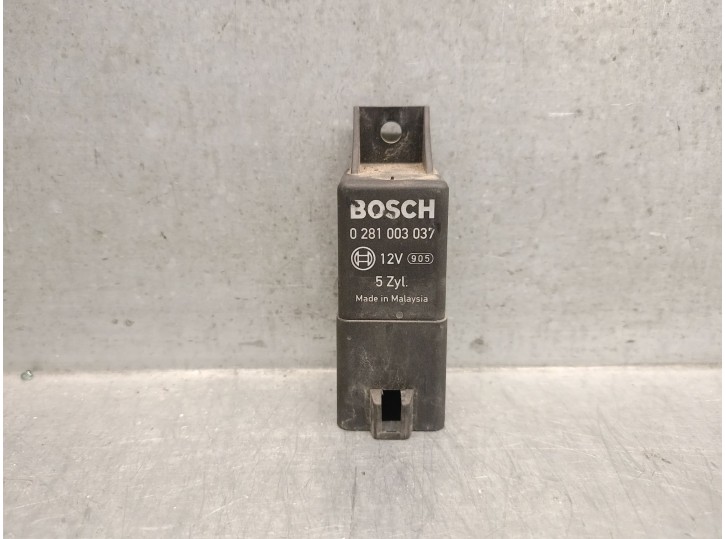 BOSCH
0 281 003 037
12V 905
5 Zyl.
Made in Malaysia